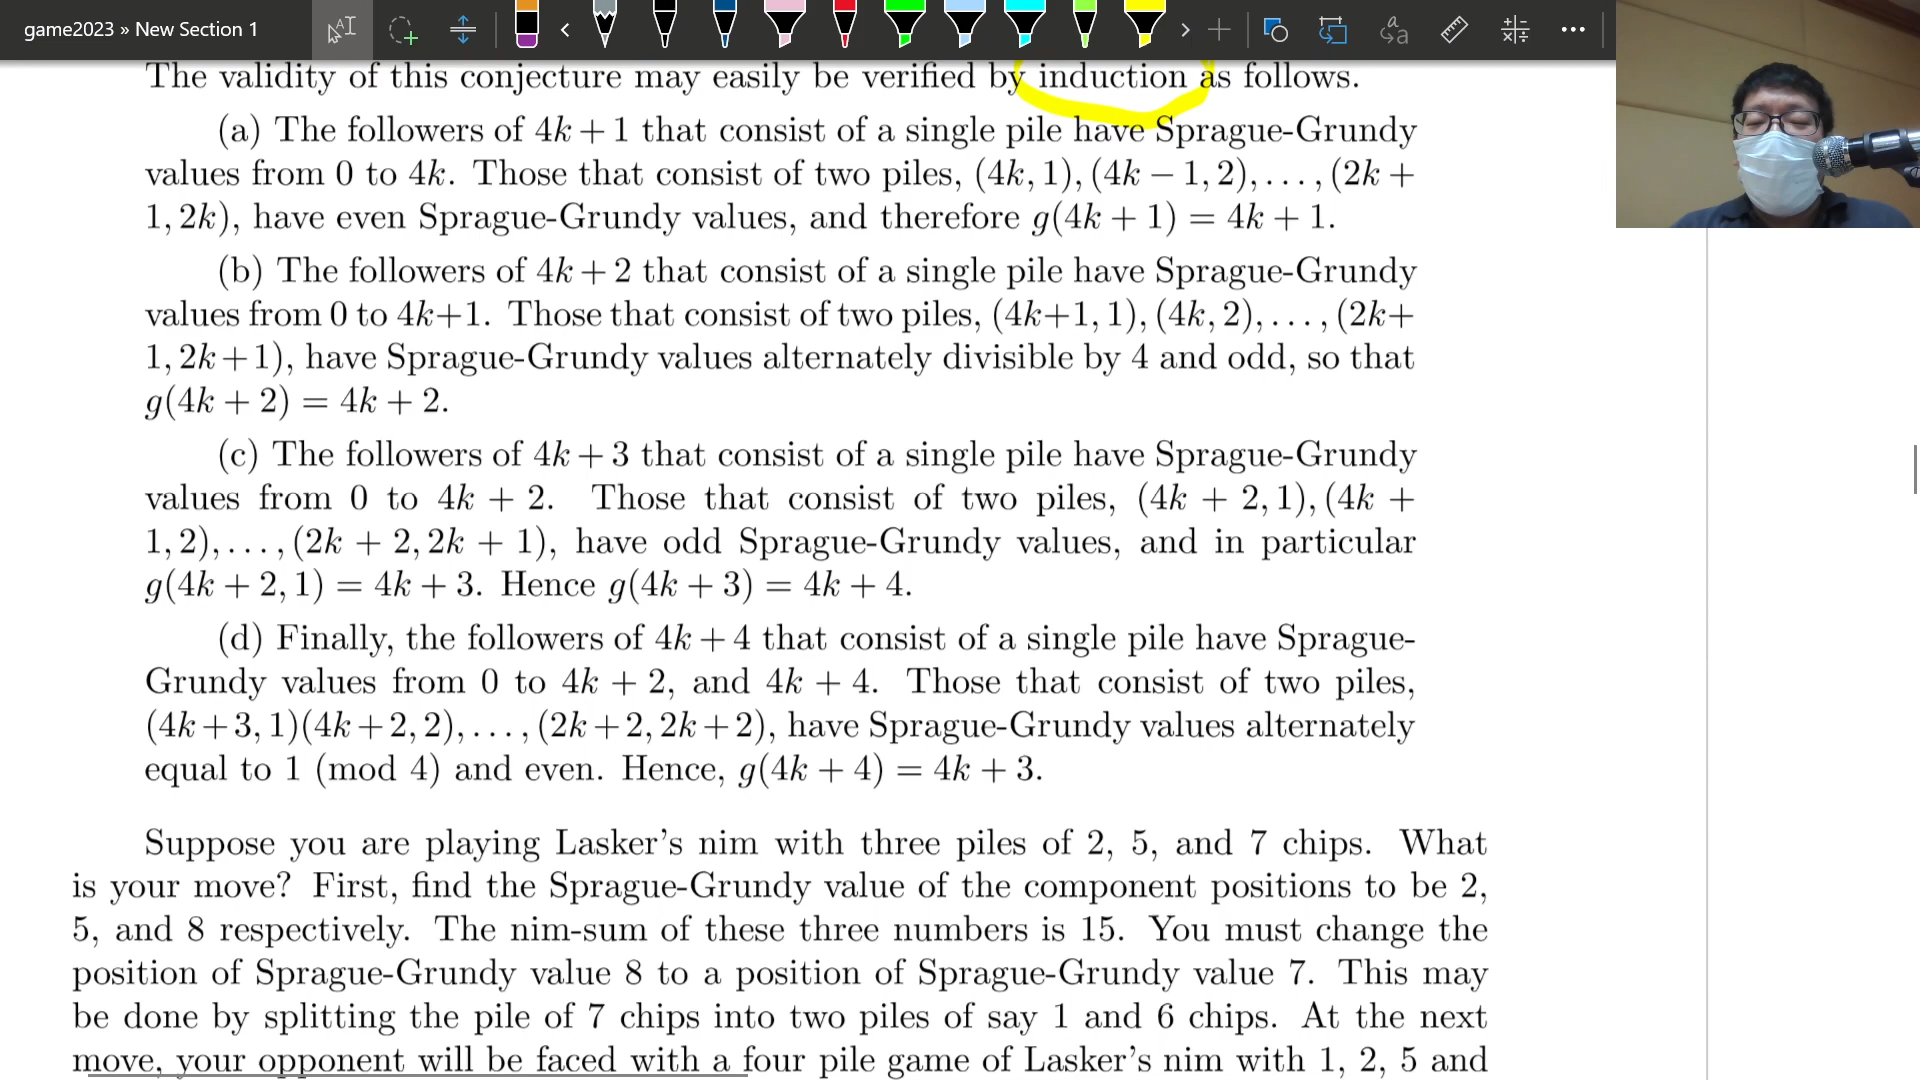 game2023 » New Section 1
The validity of this conjecture may easily be verified by induction as follows.
(a) The followers of 4k + 1 that consist of a single pile have Sprague-Grundy
values from 0 to 4k. Those that consist of two piles, (4k, 1), (4k − 1, 2), . . . , (2k +
1, 2k), have even Sprague-Grundy values, and therefore g(4k + 1) = 4k + 1.
(b) The followers of 4k + 2 that consist of a single pile have Sprague-Grundy
values from 0 to 4k+1. Those that consist of two piles, (4k+1, 1), (4k, 2), . . . , (2k+
1, 2k+1), have Sprague-Grundy values alternately divisible by 4 and odd, so that
g(4k + 2) = 4k + 2.
(c) The followers of 4k + 3 that consist of a single pile have Sprague-Grundy
values from 0 to 4k + 2. Those that consist of two piles, (4k + 2, 1), (4k +
1, 2), . . . , (2k + 2, 2k + 1), have odd Sprague-Grundy values, and in particular
g(4k + 2, 1) = 4k + 3. Hence g(4k + 3) = 4k + 4.
(d) Finally, the followers of 4k + 4 that consist of a single pile have Sprague-
Grundy values from 0 to 4k + 2, and 4k + 4. Those that consist of two piles,
(4k+3, 1)(4k+2, 2), . . . , (2k+2, 2k+2), have Sprague-Grundy values alternately
equal to 1 (mod 4) and even. Hence, g(4k + 4) = 4k + 3.
Suppose you are playing Lasker's nim with three piles of 2, 5, and 7 chips. What
is your move? First, find the Sprague-Grundy value of the component positions to be 2,
5, and 8 respectively. The nim-sum of these three numbers is 15. You must change the
position of Sprague-Grundy value 8 to a position of Sprague-Grundy value 7. This may
be done by splitting the pile of 7 chips into two piles of say 1 and 6 chips. At the next
move, your opponent will be faced with a four pile game of Lasker's nim with 1, 2, 5 and